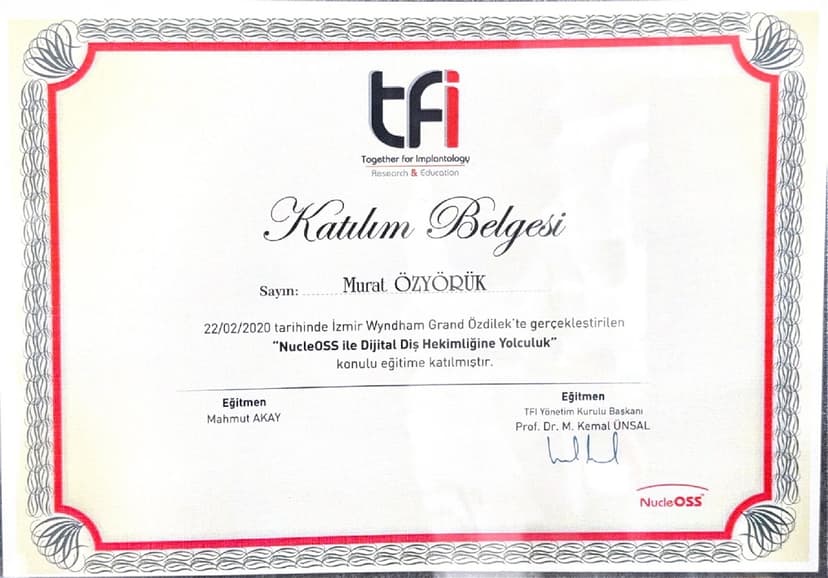 tfi
Together for Implantology
Research & Education
Katılım Belgesi
Sayın: Murat ÖZYÖRÜK
22/02/2020 tarihinde İzmir Wyndham Grand Özdilek'te gerçekleştirilen
"NucleOSS ile Dijital Diş Hekimliğine Yolculuk"
konulu eğitime katılmıştır.
Eğitmen
Mahmut AKAY
Eğitmen
TFI Yönetim Kurulu Başkanı
Prof. Dr. M. Kemal ÜNSAL
NucleOSS